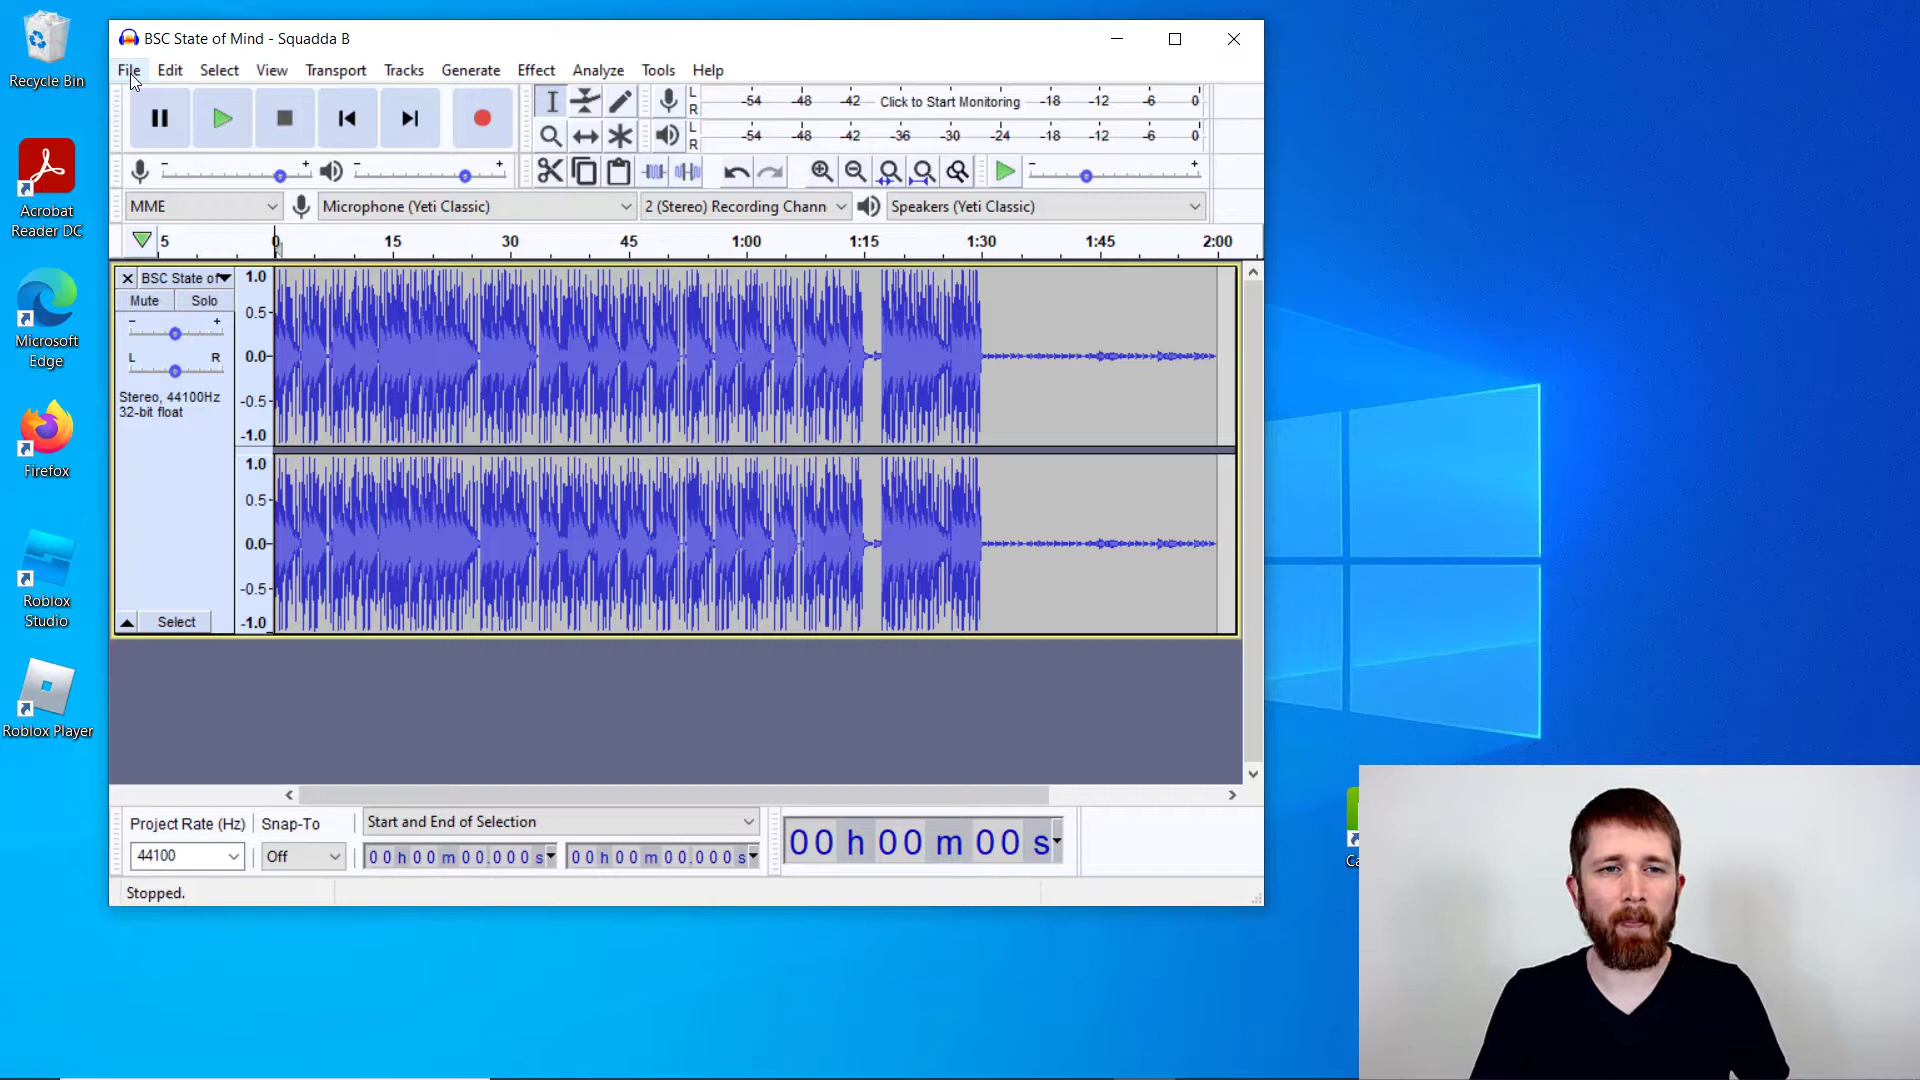 Recycle Bin
Acrobat
Reader DC
Microsoft
Edge
Firefox
Roblox
Studio
Roblox Player
BSC State of Mind - Squadda B
File Edit Select View Transport Tracks Generate Effect Analyze Tools Help
L
R
-54 -48 -42 Click to Start Monitoring -18 -12 -6 0
L
R
-54 -48 -42 -36 -30 -24 -18 -12 -6 0
- + - +
- +
MME
Microphone (Yeti Classic)
2 (Stereo) Recording Chann
Speakers (Yeti Classic)
5 0 15 30 45 1:00 1:15 1:30 1:45 2:00
BSC State of
Mute Solo
- +
L R
Stereo, 44100Hz
32-bit float
Select
1.0
0.5
0.0
-0.5
-1.0
1.0
0.5
0.0
-0.5
-1.0
Project Rate (Hz) Snap-To
Start and End of Selection
44100
Off
00 h 00 m 00.000 s
00 h 00 m 00.000 s
00 h 00 m 00 s
Stopped.